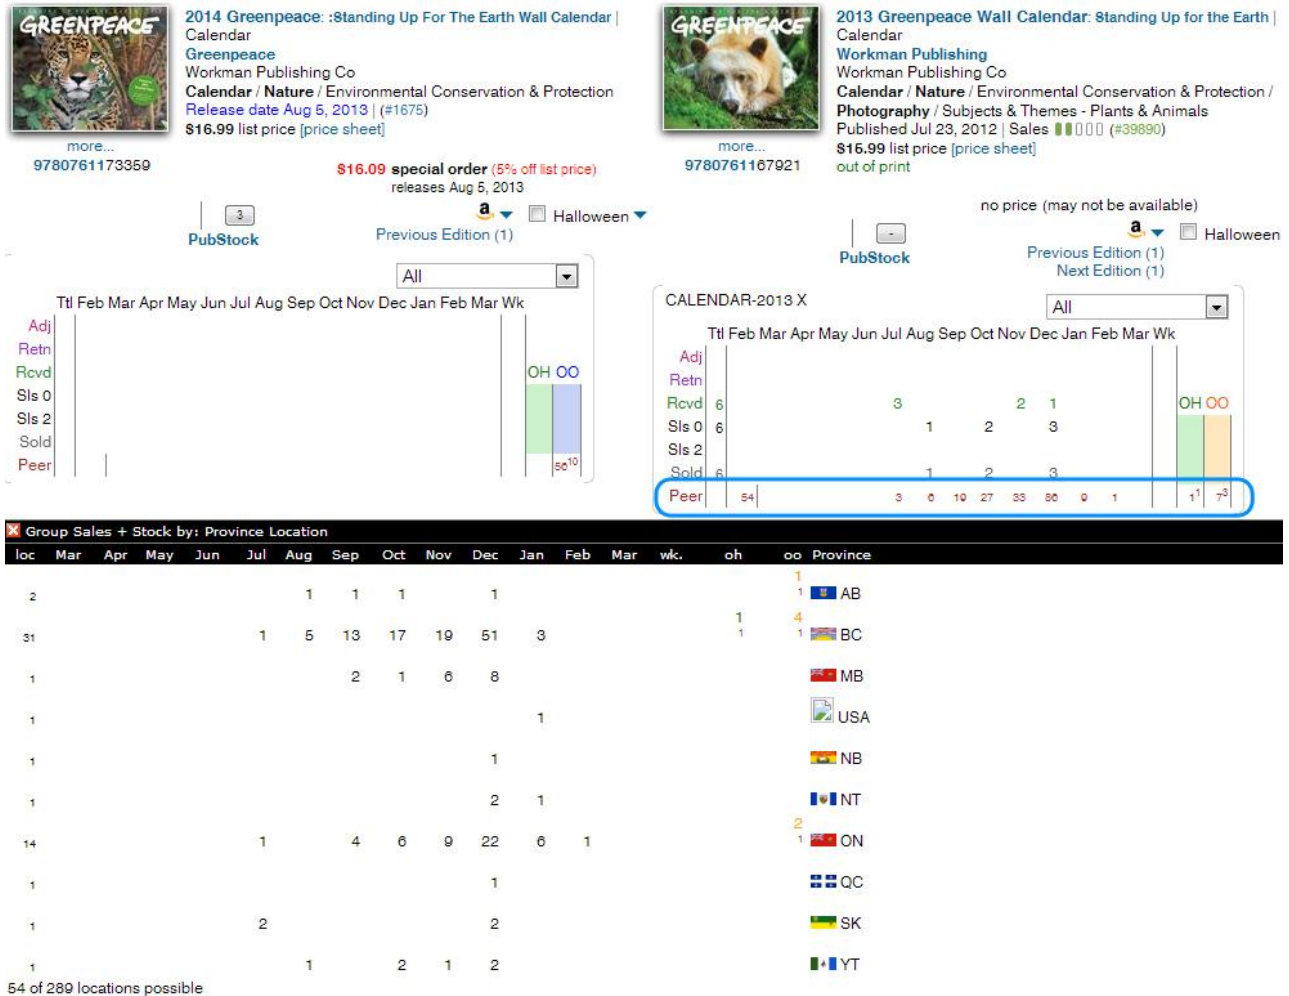 GREENPEACE
2014 Greenpeace: :Standing Up For The Earth Wall Calendar |
Calendar
Greenpeace
Workman Publishing Co
Calendar / Nature / Environmental Conservation & Protection
Release date Aug 5, 2013 | (#1675)
$16.99 list price [price sheet]
more...
9780761173359
$16.09 special order (5% off list price)
releases Aug 5, 2013
3
PubStock
a
Halloween
Previous Edition (1)
All
Ttl Feb Mar Apr May Jun Jul Aug Sep Oct Nov Dec Jan Feb Mar Wk
Adj
Retn
Rcvd OH OO
Sls 0
Sls 2
Sold
Peer 56 10
GREENPEACE
2013 Greenpeace Wall Calendar: Standing Up for the Earth |
Calendar
Workman Publishing
Workman Publishing Co
Calendar / Nature / Environmental Conservation & Protection /
Photography / Subjects & Themes - Plants & Animals
Published Jul 23, 2012 | Sales (#39890)
$15.99 list price [price sheet]
out of print
more...
9780761167921
no price (may not be available)
-
PubStock
a
Halloween
Previous Edition (1)
Next Edition (1)
CALENDAR-2013 X
All
Ttl Feb Mar Apr May Jun Jul Aug Sep Oct Nov Dec Jan Feb Mar Wk
Adj
Retn
Rcvd 6 3 2 1 OH OO
Sls 0 6 1 2 3
Sls 2
Sold 6 1 2 3
Peer 54 3 6 19 27 33 86 9 1 1 1 7 3
X Group Sales + Stock by: Province Location
loc Mar Apr May Jun Jul Aug Sep Oct Nov Dec Jan Feb Mar wk. oh oo Province
2 1 1 1 1 1 1 AB
31 1 5 13 17 19 51 3 1 1 4 1 BC
1 2 1 6 8 MB
1 1 USA
1 1 NB
1 2 1 NT
14 1 4 6 9 22 6 1 2 1 ON
1 1 QC
1 2 2 SK
1 1 2 1 2 YT
54 of 289 locations possible